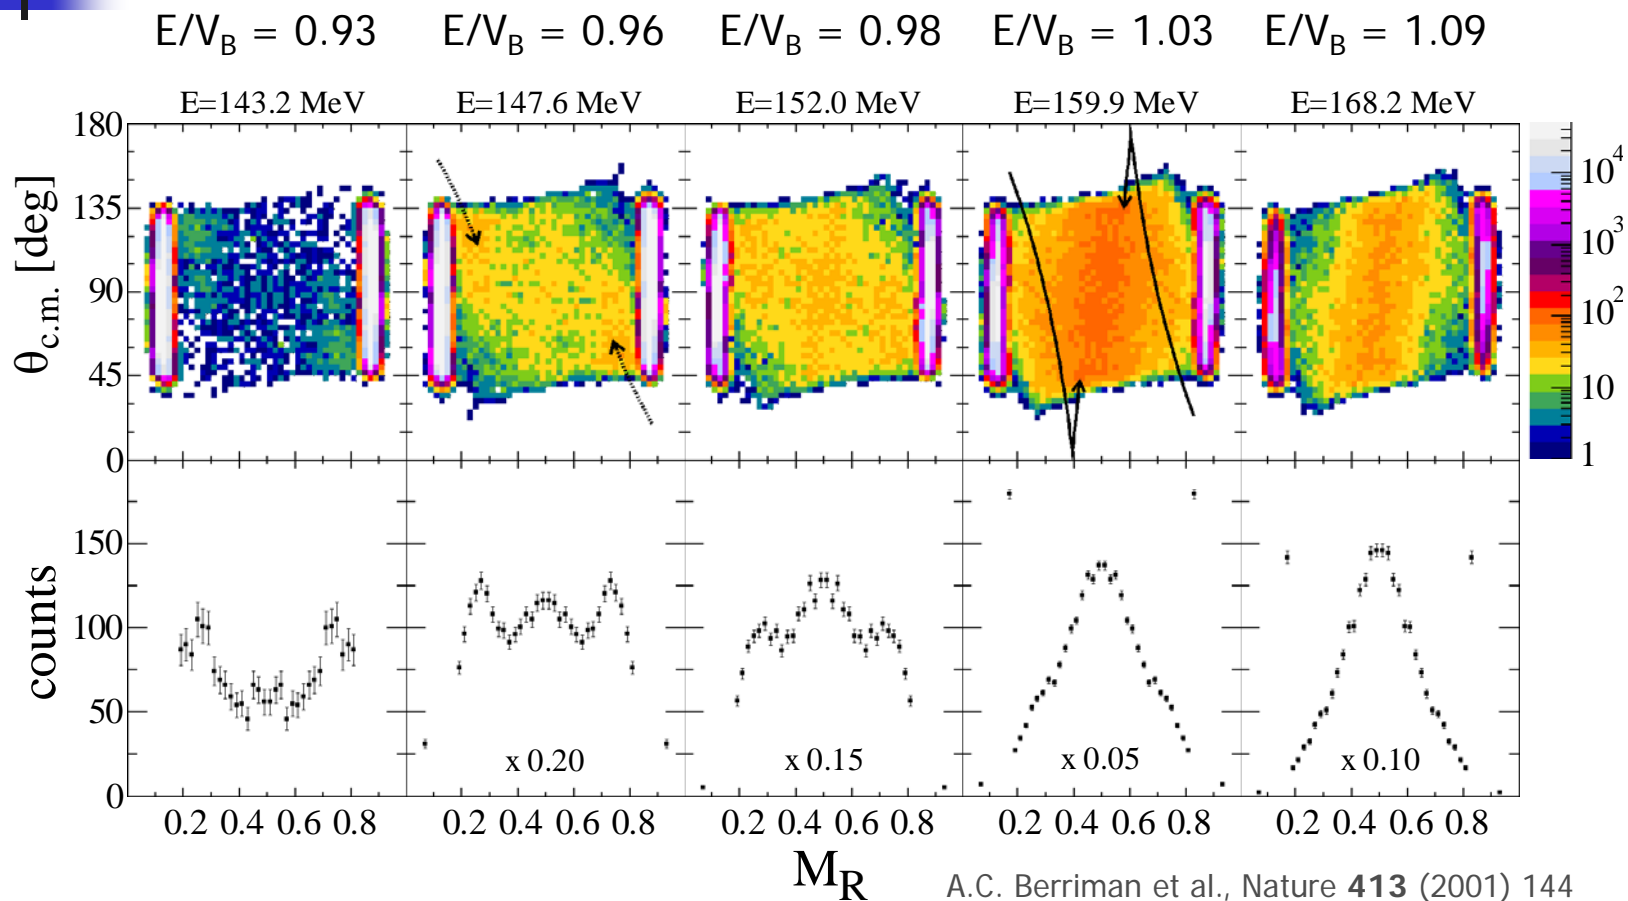 E/V_B = 0.93 E/V_B = 0.96 E/V_B = 0.98 E/V_B = 1.03 E/V_B = 1.09
E=143.2 MeV E=147.6 MeV E=152.0 MeV E=159.9 MeV E=168.2 MeV
180
135
90
45
0
θc.m. [deg]
10^4
10^3
10^2
10
1
150
100
50
0
counts
x 0.20 x 0.15 x 0.05 x 0.10
0.2 0.4 0.6 0.8 0.2 0.4 0.6 0.8 0.2 0.4 0.6 0.8 0.2 0.4 0.6 0.8 0.2 0.4 0.6 0.8
M_R
A.C. Berriman et al., Nature 413 (2001) 144